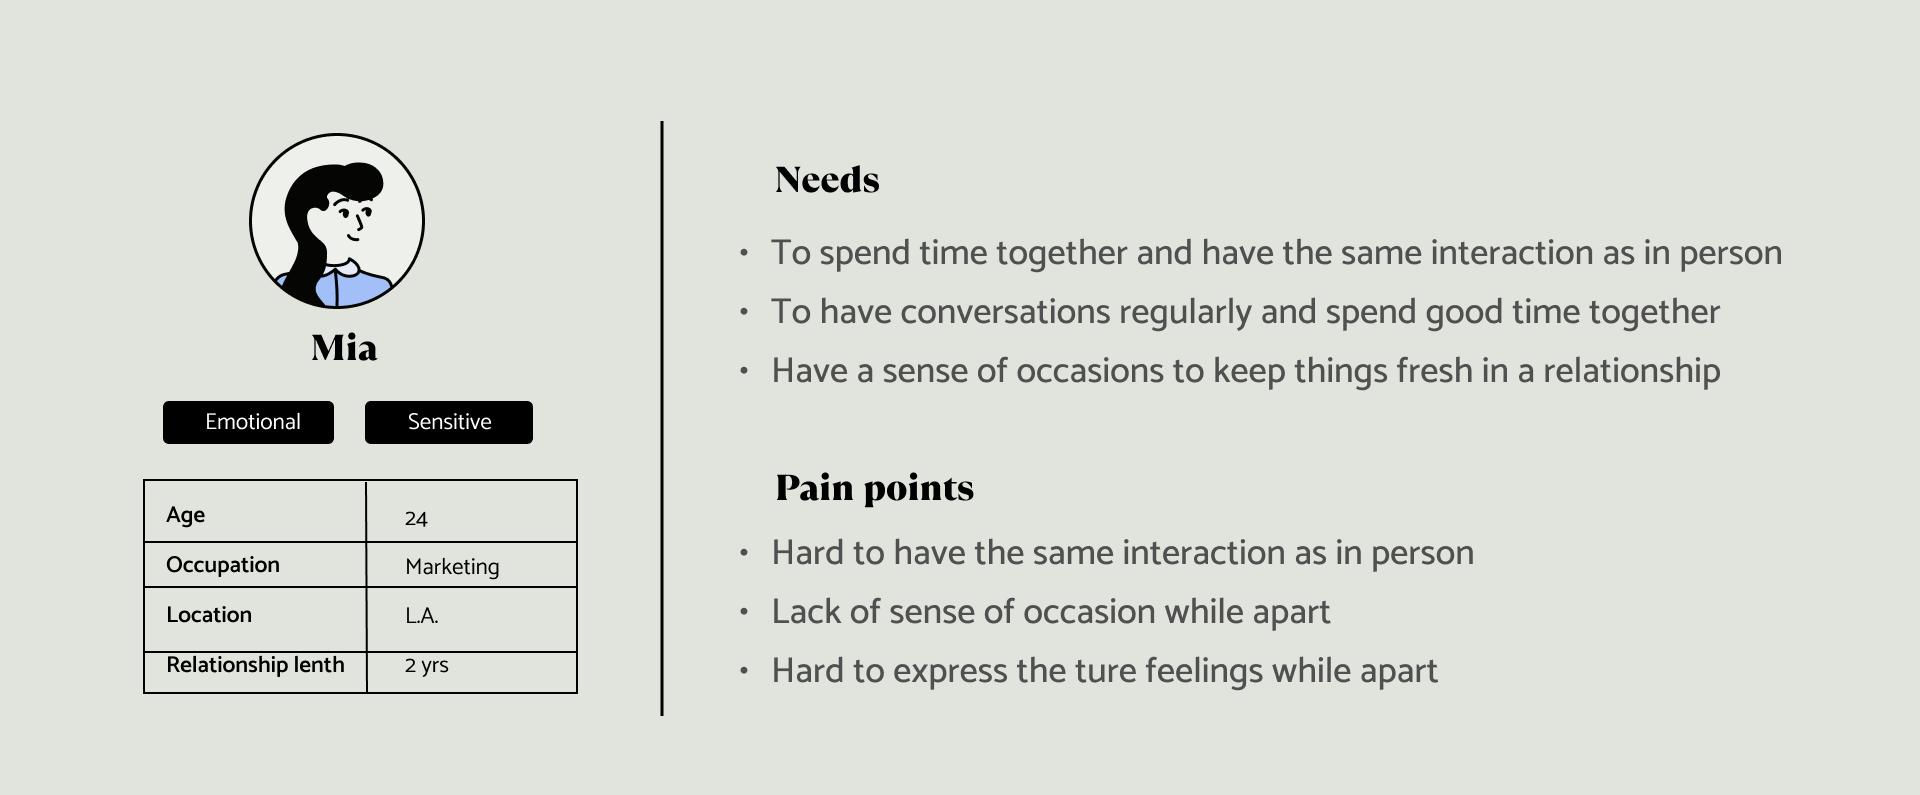 Mia
Emotional
Sensitive
Age
24
Occupation
Marketing
Location
L.A.
Relationship lenth
2 yrs
Needs
• To spend time together and have the same interaction as in person
• To have conversations regularly and spend good time together
• Have a sense of occasions to keep things fresh in a relationship
Pain points
• Hard to have the same interaction as in person
• Lack of sense of occasion while apart
• Hard to express the ture feelings while apart